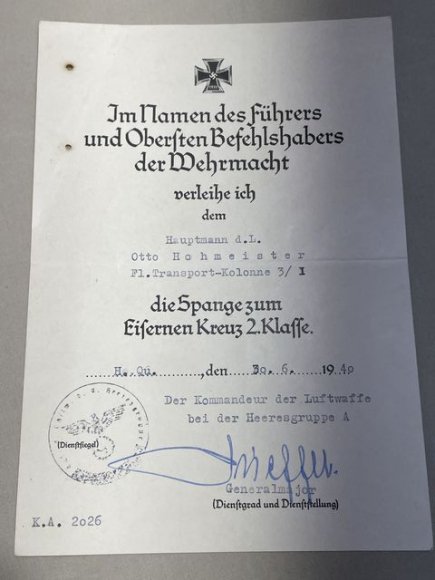 Im Namen des Führers
und Obersten Befehlshabers
der Wehrmacht
verleihe ich
dem
Hauptmann d.L.
Otto Hohmeister
Fl.Transport-Kolonne 3/ I
die Spange zum
Eisernen Kreuz 2.Klasse.
H.Qu. , den 30.6. 1940
Der Kommandeur der Luftwaffe
bei der Heeresgruppe A
(Dienstsiegel)
Generalmajor
(Dienstgrad und Dienststellung)
K.A. 2026